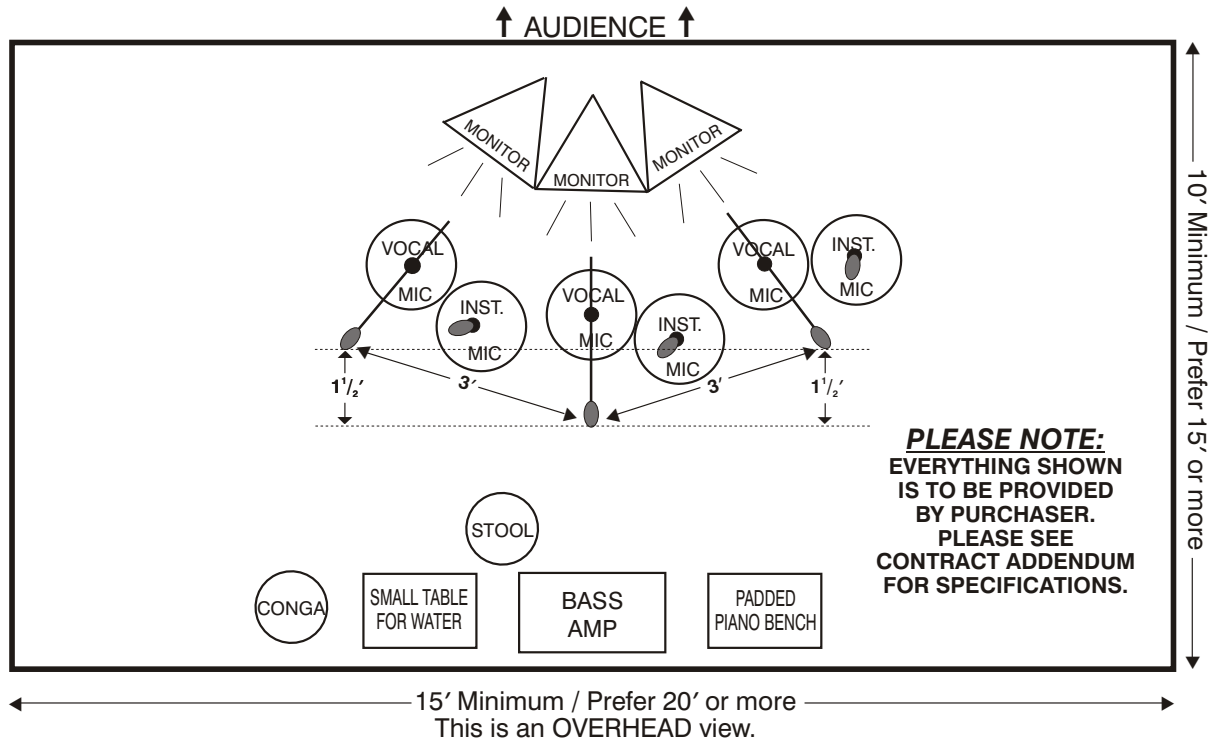 AUDIENCE
MONITOR
MONITOR
MONITOR
VOCAL
MIC
INST.
MIC
VOCAL
MIC
INST.
MIC
VOCAL
MIC
INST.
MIC
1 1/2′
3′
3′
1 1/2′
10′ Minimum / Prefer 15′ or more
PLEASE NOTE:
EVERYTHING SHOWN
IS TO BE PROVIDED
BY PURCHASER.
PLEASE SEE
CONTRACT ADDENDUM
FOR SPECIFICATIONS.
STOOL
CONGA
SMALL TABLE
FOR WATER
BASS
AMP
PADDED
PIANO BENCH
15′ Minimum / Prefer 20′ or more
This is an OVERHEAD view.